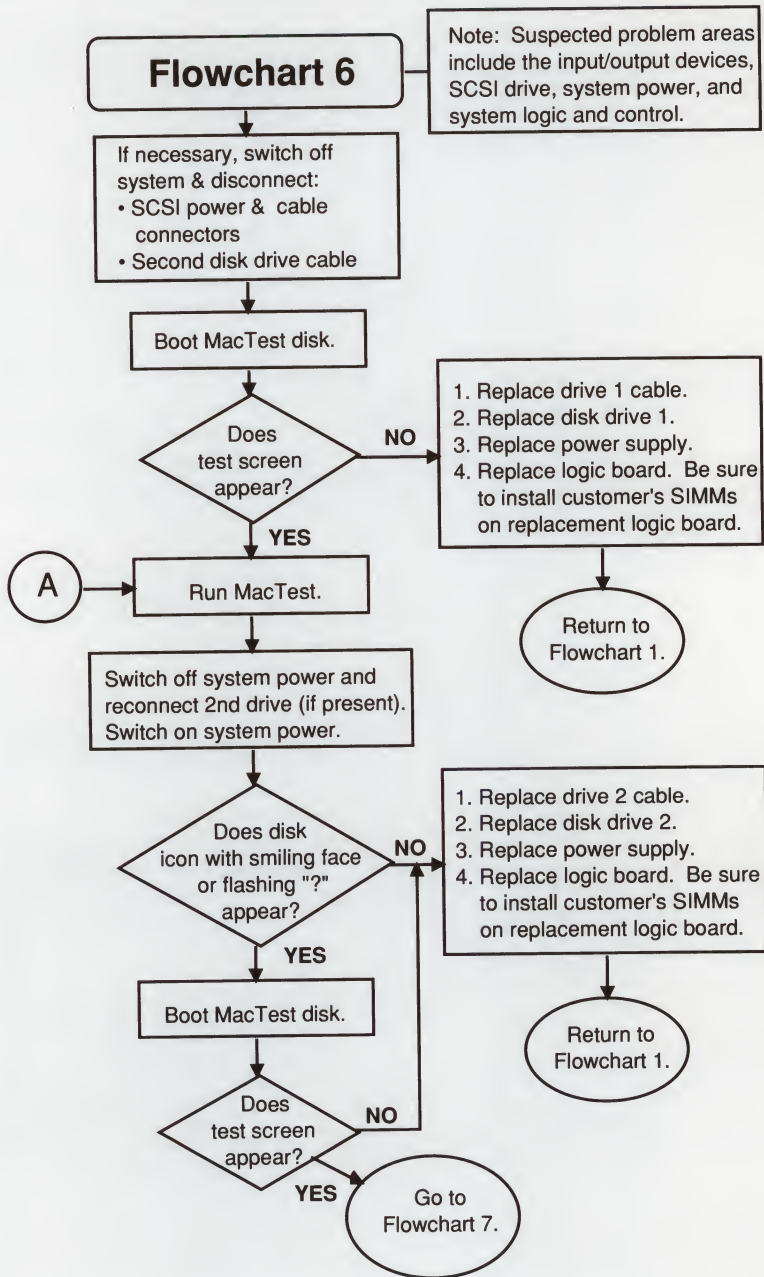 Flowchart 6
Note:  Suspected problem areas
include the input/output devices,
SCSI drive, system power, and
system logic and control.
If necessary, switch off
system & disconnect:
• SCSI power &  cable
connectors
• Second disk drive cable
Boot MacTest disk.
Does
test screen
appear?
NO
1. Replace drive 1 cable.
2. Replace disk drive 1.
3. Replace power supply.
4. Replace logic board.  Be sure
to install customer's SIMMs
on replacement logic board.
YES
A
Run MacTest.
Return to
Flowchart 1.
Switch off system power and
reconnect 2nd drive (if present).
Switch on system power.
Does disk
icon with smiling face
or flashing "?"
appear?
NO
1. Replace drive 2 cable.
2. Replace disk drive 2.
3. Replace power supply.
4. Replace logic board.  Be sure
to install customer's SIMMs
on replacement logic board.
YES
Boot MacTest disk.
Return to
Flowchart 1.
Does
test screen
appear?
NO
YES
Go to
Flowchart 7.